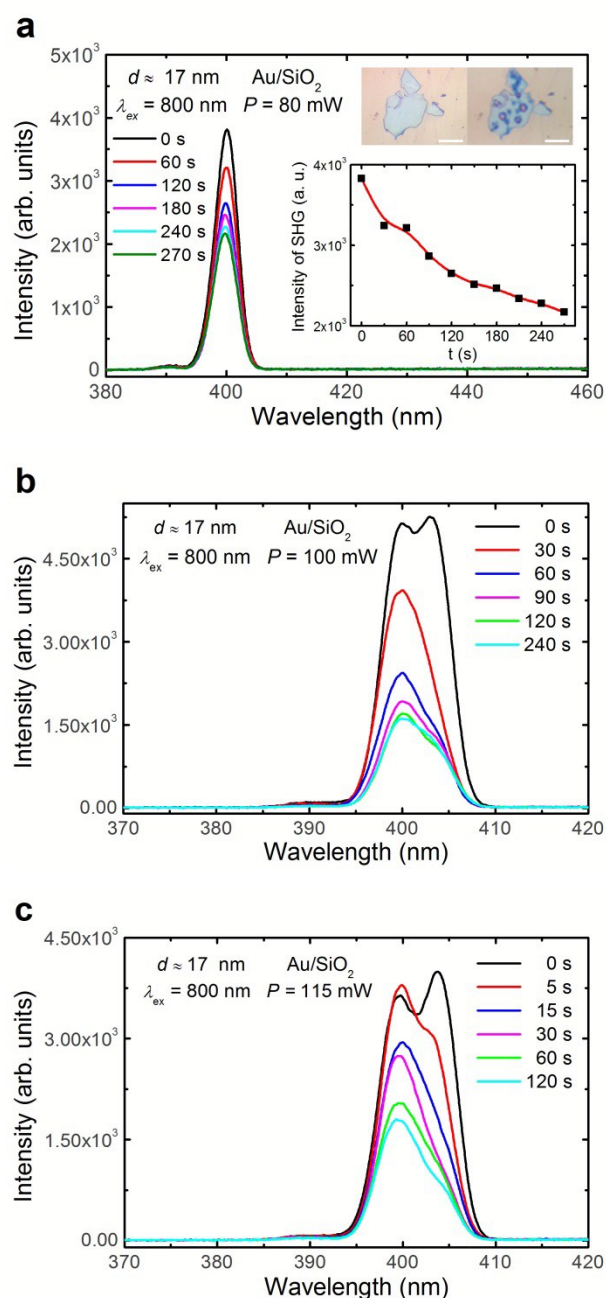 a
5x10³
4x10³
3x10³
2x10³
1x10³
0
Intensity (arb. units)
d ≈ 17 nm Au/SiO₂
λex = 800 nm P = 80 mW
0 s
60 s
120 s
180 s
240 s
270 s
4x10³
3x10³
2x10³
Intensity of SHG (a. u.)
0 60 120 180 240
t (s)
380 400 420 440 460
Wavelength (nm)
b
4.50x10³
3.00x10³
1.50x10³
0.00
Intensity (arb. units)
d ≈ 17 nm Au/SiO₂
λex = 800 nm P = 100 mW
0 s
30 s
60 s
90 s
120 s
240 s
370 380 390 400 410 420
Wavelength (nm)
c
4.50x10³
3.00x10³
1.50x10³
0.00
Intensity (arb. units)
d ≈ 17 nm Au/SiO₂
λex = 800 nm P = 115 mW
0 s
5 s
15 s
30 s
60 s
120 s
370 380 390 400 410 420
Wavelength (nm)